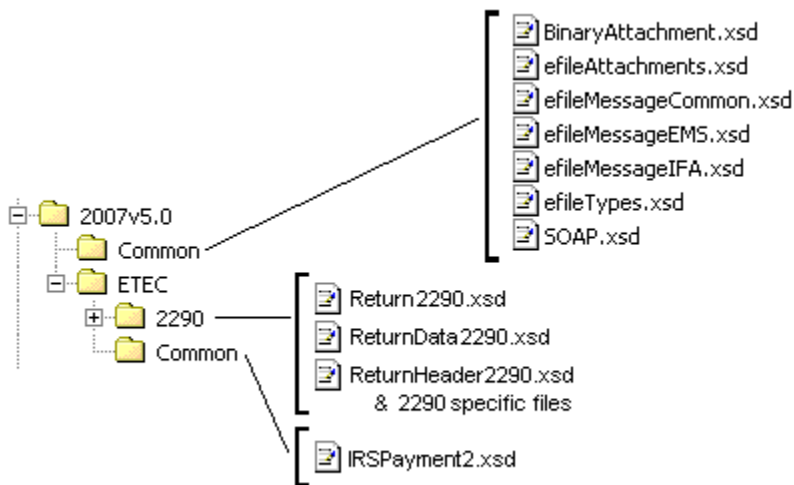 BinaryAttachment.xsd
efileAttachments.xsd
efileMessageCommon.xsd
efileMessageEMS.xsd
efileMessageIFA.xsd
efileTypes.xsd
SOAP.xsd
2007v5.0
Common
ETEC
2290
Common
Return2290.xsd
ReturnData2290.xsd
ReturnHeader2290.xsd
& 2290 specific files
IRSPayment2.xsd